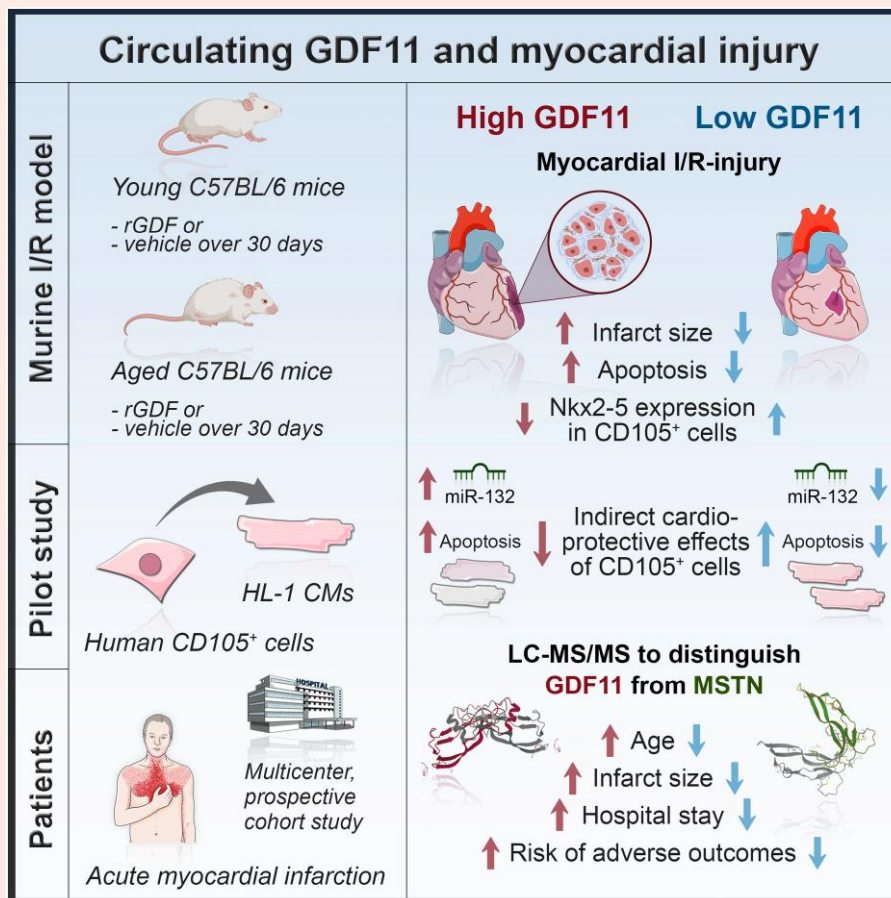 Circulating GDF11 and myocardial injury
Murine I/R model
Young C57BL/6 mice
- rGDF or
- vehicle over 30 days
Aged C57BL/6 mice
- rGDF or
- vehicle over 30 days
High GDF11
Low GDF11
Myocardial I/R-injury
Infarct size
Apoptosis
Nkx2-5 expression
in CD105⁺ cells
Pilot study
HL-1 CMs
Human CD105⁺ cells
miR-132
Apoptosis
Indirect cardio-
protective effects
of CD105⁺ cells
miR-132
Apoptosis
Patients
HOSPITAL
Multicenter,
prospective
cohort study
Acute myocardial infarction
LC-MS/MS to distinguish
GDF11 from MSTN
Age
Infarct size
Hospital stay
Risk of adverse outcomes